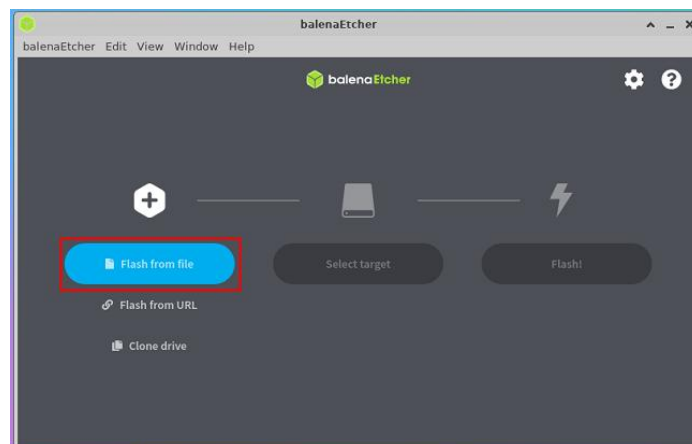 balenaEtcher
balenaEtcher Edit View Window Help
balenaEtcher
Flash from file
Select target
Flash!
Flash from URL
Clone drive